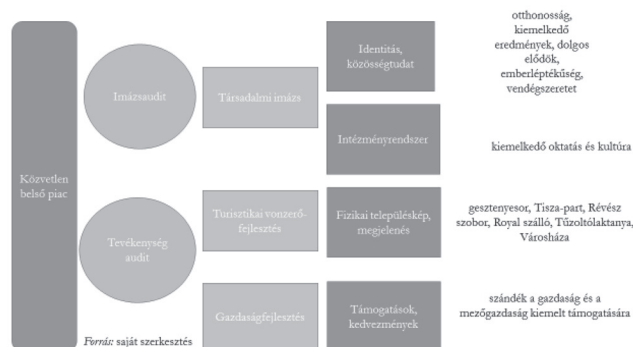 Közvetlen
belső piac
Imázsaudit
Tevékenység
audit
Társadalmi imázs
Turisztikai vonzerő-
fejlesztés
Gazdaságfejlesztés
Identitás,
közösségtudat
Intézményrendszer
Fizikai településkép,
megjelenés
Támogatások,
kedvezmények
otthonosság,
kiemelkedő
eredmények, dolgos
elődök,
emberléptékűség,
vendégszeretet
kiemelkedő oktatás és kultúra
gesztenyesor, Tisza-part, Révész
szobor, Royal szálló, Tűzoltólaktanya,
Városháza
szándék a gazdaság és a
mezőgazdaság kiemelt támogatására
Forrás: saját szerkesztés